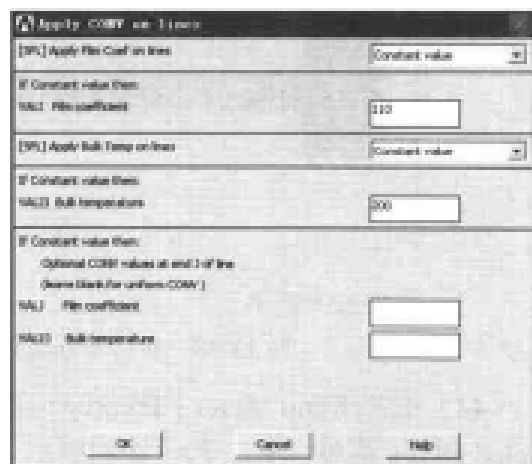 Apply CONV on lines
[SFL] Apply Film Coef on lines
Constant value
If Constant value then:
VALI Film coefficient
110
[SFL] Apply Bulk Temp on lines
Constant value
If Constant value then:
VAL2I Bulk temperature
200
If Constant value then:
Optional CONV values at end J of line
(leave blank for uniform CONV )
VALJ Film coefficient
VAL2J Bulk temperature
OK
Cancel
Help